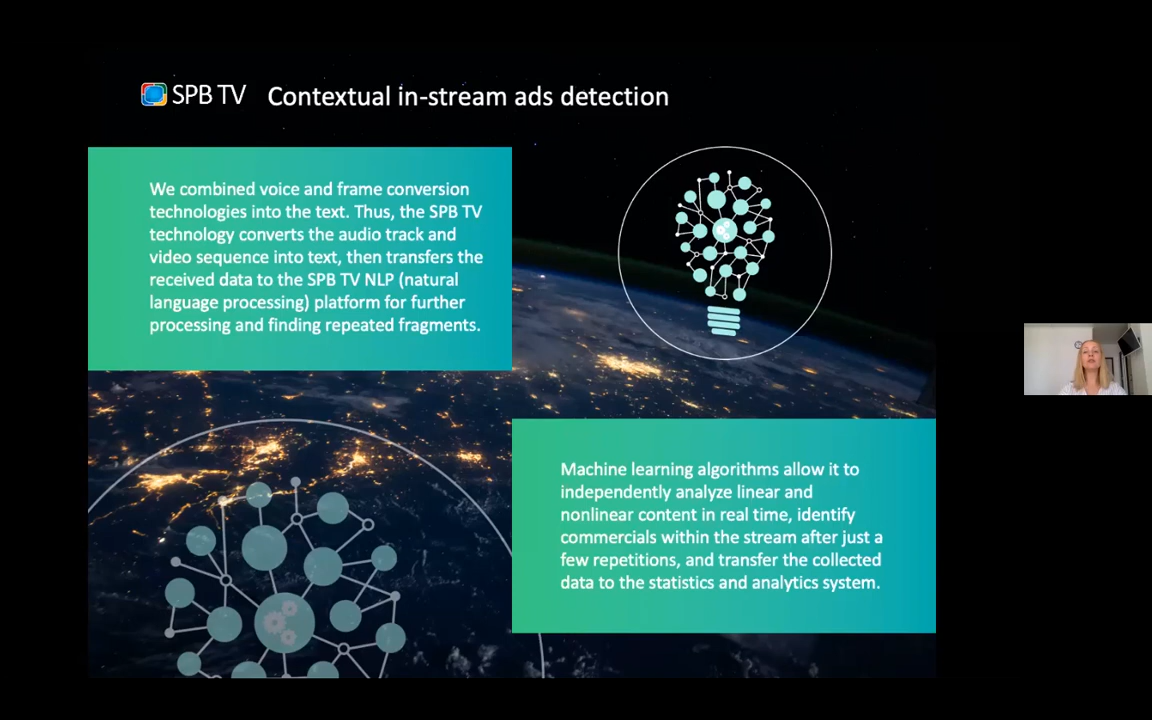 SPB TV Contextual in-stream ads detection
We combined voice and frame conversion
technologies into the text. Thus, the SPB TV
technology converts the audio track and
video sequence into text, then transfers the
received data to the SPB TV NLP (natural
language processing) platform for further
processing and finding repeated fragments.
Machine learning algorithms allow it to
independently analyze linear and
nonlinear content in real time, identify
commercials within the stream after just a
few repetitions, and transfer the collected
data to the statistics and analytics system.